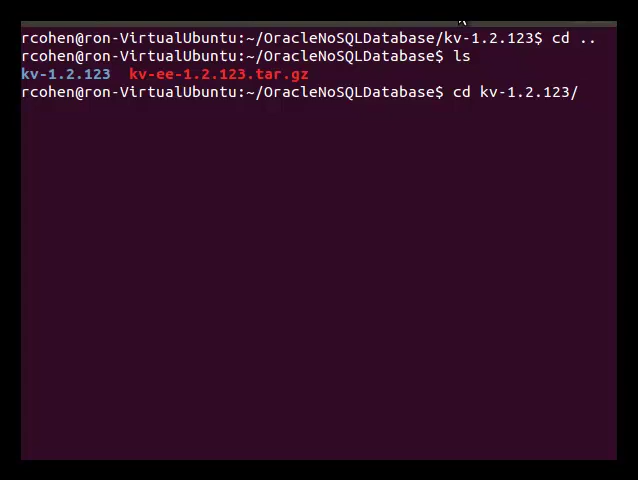 rcohen@ron-VirtualUbuntu:~/OracleNoSQLDatabase/kv-1.2.123$ cd ..
rcohen@ron-VirtualUbuntu:~/OracleNoSQLDatabase$ ls
kv-1.2.123  kv-ee-1.2.123.tar.gz
rcohen@ron-VirtualUbuntu:~/OracleNoSQLDatabase$ cd kv-1.2.123/